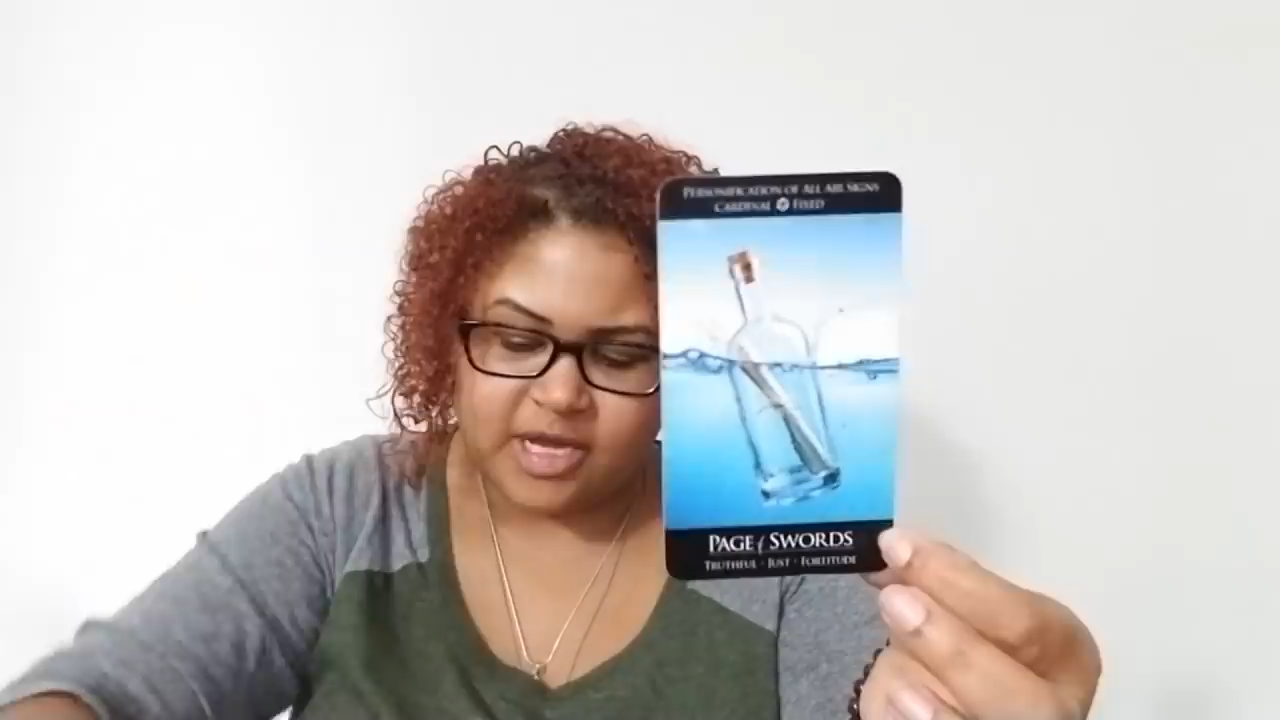 PERSONIFICATION OF ALL AIR SIGNS
CARDINAL FIXED
PAGE of SWORDS
TRUTHFUL · JUST · FORTITUDE